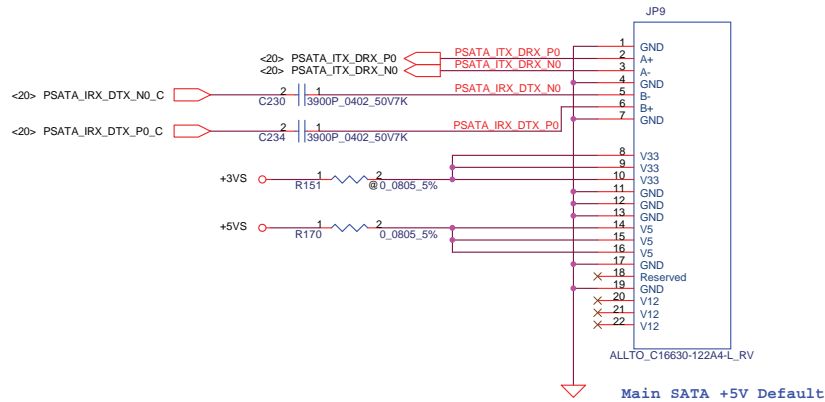 JP9
<20> PSATA_ITX_DRX_P0 PSATA_ITX_DRX_P0
<20> PSATA_ITX_DRX_N0 PSATA_ITX_DRX_N0
<20> PSATA_IRX_DTX_N0_C 2 1 PSATA_IRX_DTX_N0
C230 3900P_0402_50V7K
<20> PSATA_IRX_DTX_P0_C 2 1 PSATA_IRX_DTX_P0
C234 3900P_0402_50V7K
+3VS 1 2
R151 @ 0_0805_5%
+5VS 1 2
R170 0_0805_5%
1 GND
2 A+
3 A-
4 GND
5 B-
6 B+
7 GND
8 V33
9 V33
10 V33
11 GND
12 GND
13 GND
14 V5
15 V5
16 V5
17 GND
18 Reserved
19 GND
20 V12
21 V12
22 V12
ALLTO_C16630-122A4-L_RV
Main SATA +5V Default